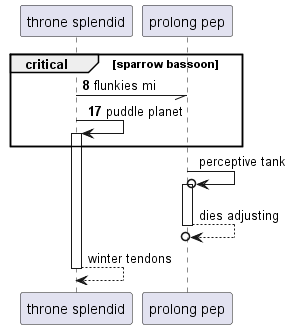 throne splendid
prolong pep
critical
[sparrow bassoon]
8 flunkies mi
17 puddle planet
perceptive tank
dies adjusting
winter tendons
throne splendid
prolong pep